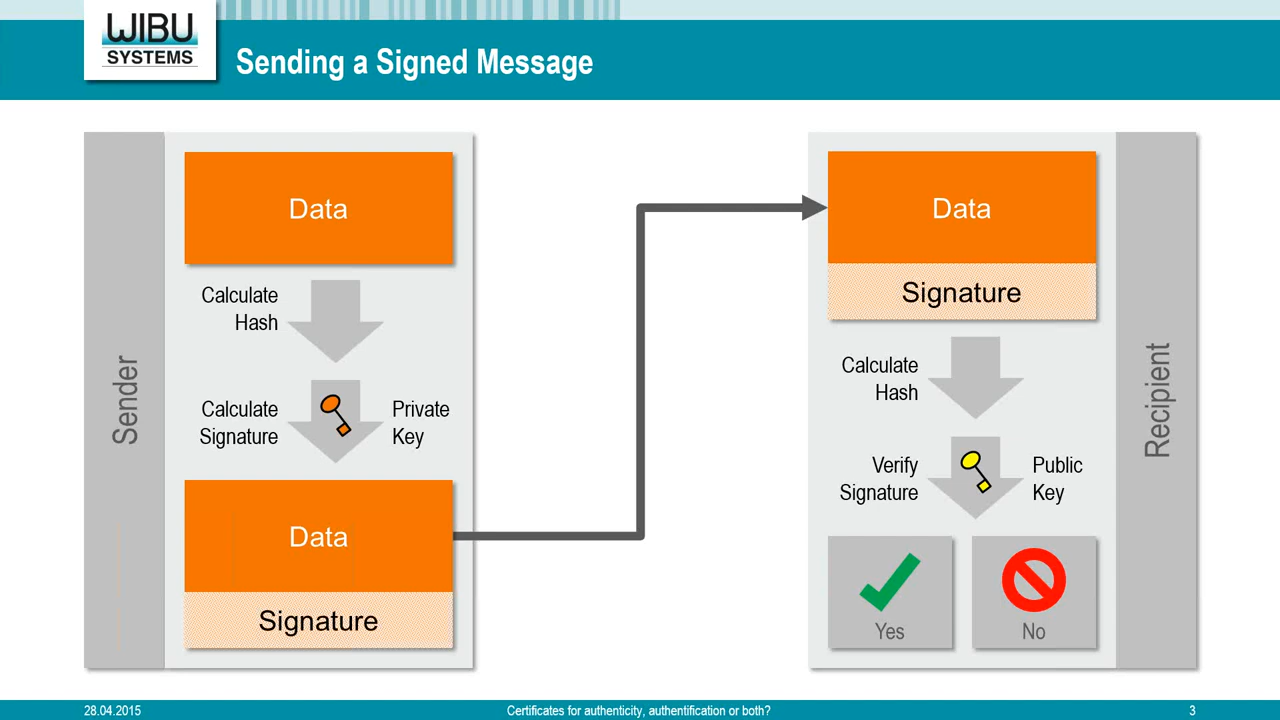 WIBU
SYSTEMS
Sending a Signed Message
Sender
Data
Calculate
Hash
Calculate
Signature
Private
Key
Data
Signature
Data
Signature
Calculate
Hash
Verify
Signature
Public
Key
Yes
No
Recipient
28.04.2015
Certificates for authenticity, authentification or both?
3